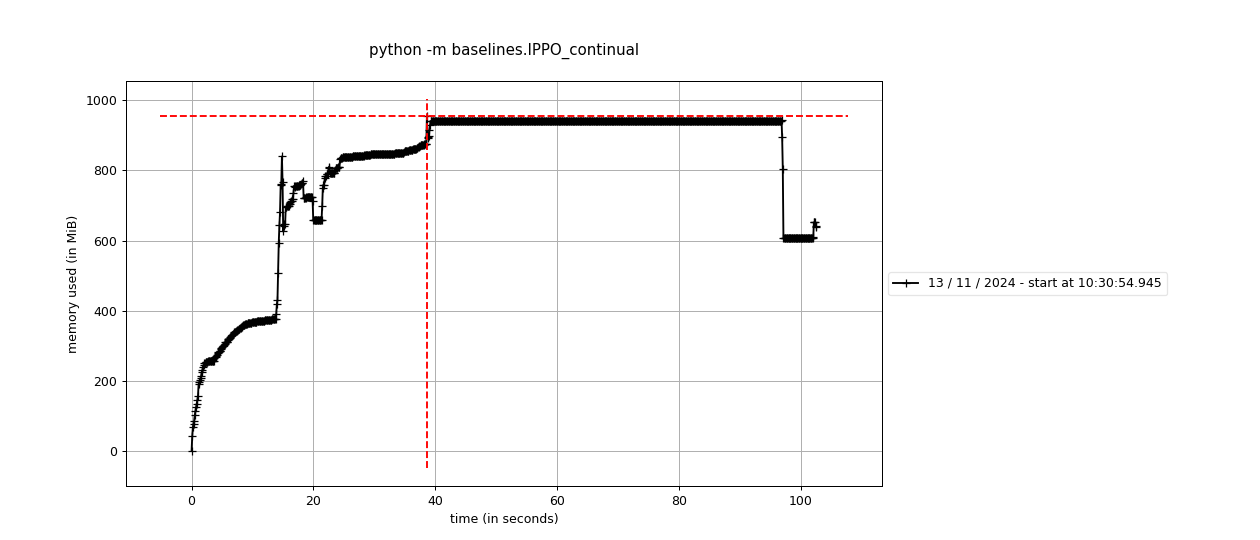 python -m baselines.IPPO_continual
1000
800
600
400
200
0
memory used (in MiB)
0 20 40 60 80 100
time (in seconds)
13 / 11 / 2024 - start at 10:30:54.945